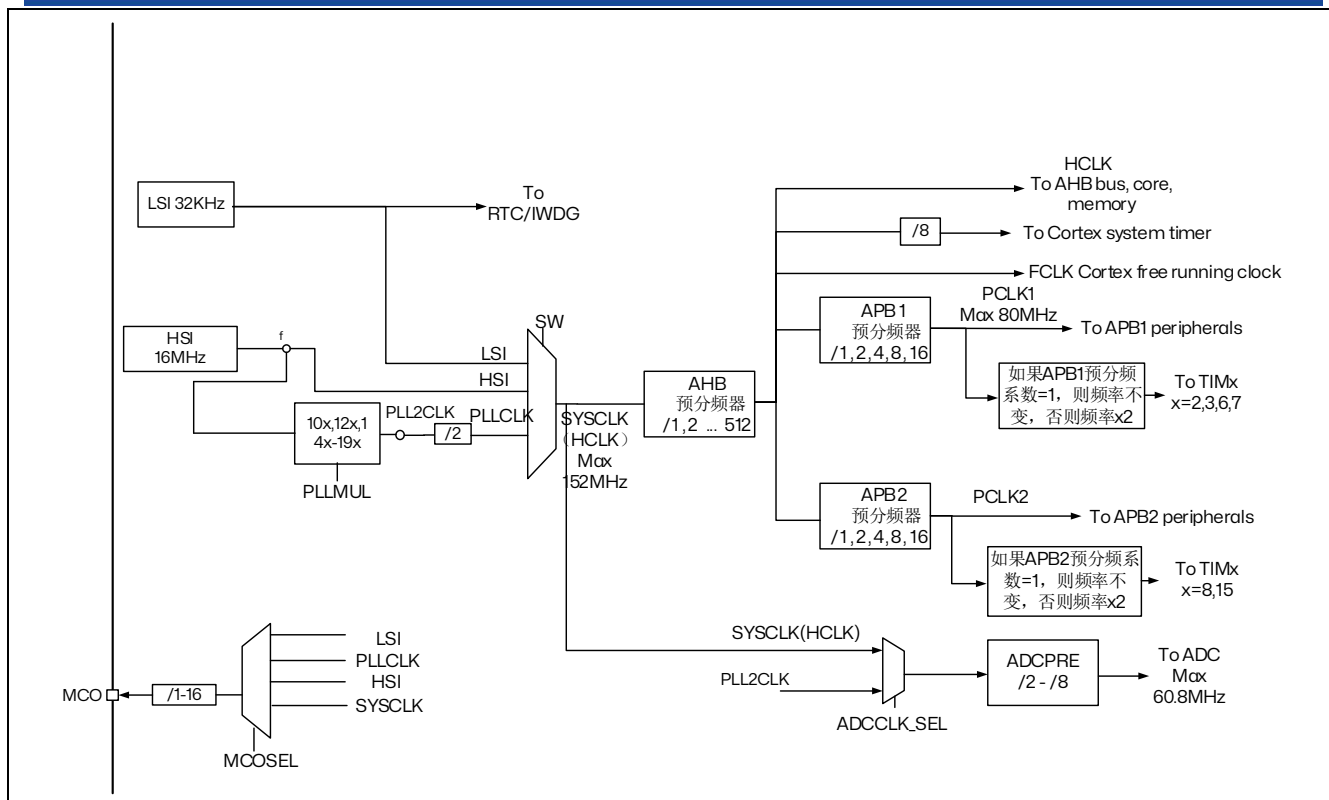 HCLK
To AHB bus, core,
memory
LSI 32KHz
To
RTC/IWDG
/8
To Cortex system timer
FCLK Cortex free running clock
PCLK1
Max 80MHz
APB1
预分频器
/1,2,4,8,16
To APB1 peripherals
SW
HSI
16MHz
f
LSI
HSI
AHB
预分频器
/1,2 ... 512
如果APB1预分频
系数=1，则频率不
变，否则频率x2
To TIMx
x=2,3,6,7
10x,12x,1
4x-19x
PLL2CLK
/2
PLLCLK
SYSCLK
（HCLK）
Max
152MHz
PLLMUL
APB2
预分频器
/1,2,4,8,16
PCLK2
To APB2 peripherals
如果APB2预分频系
数=1，则频率不
变，否则频率x2
To TIMx
x=8,15
LSI
PLLCLK
HSI
SYSCLK
MCO
/1-16
MCOSEL
SYSCLK(HCLK)
PLL2CLK
ADCCLK_SEL
ADCPRE
/2 - /8
To ADC
Max
60.8MHz